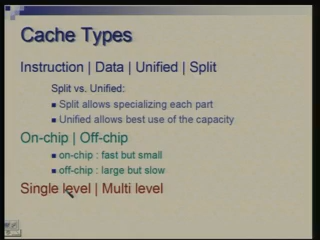 Cache Types
Instruction | Data | Unified | Split
Split vs. Unified:
Split allows specializing each part
Unified allows best use of the capacity
On-chip | Off-chip
on-chip : fast but small
off-chip : large but slow
Single level | Multi level